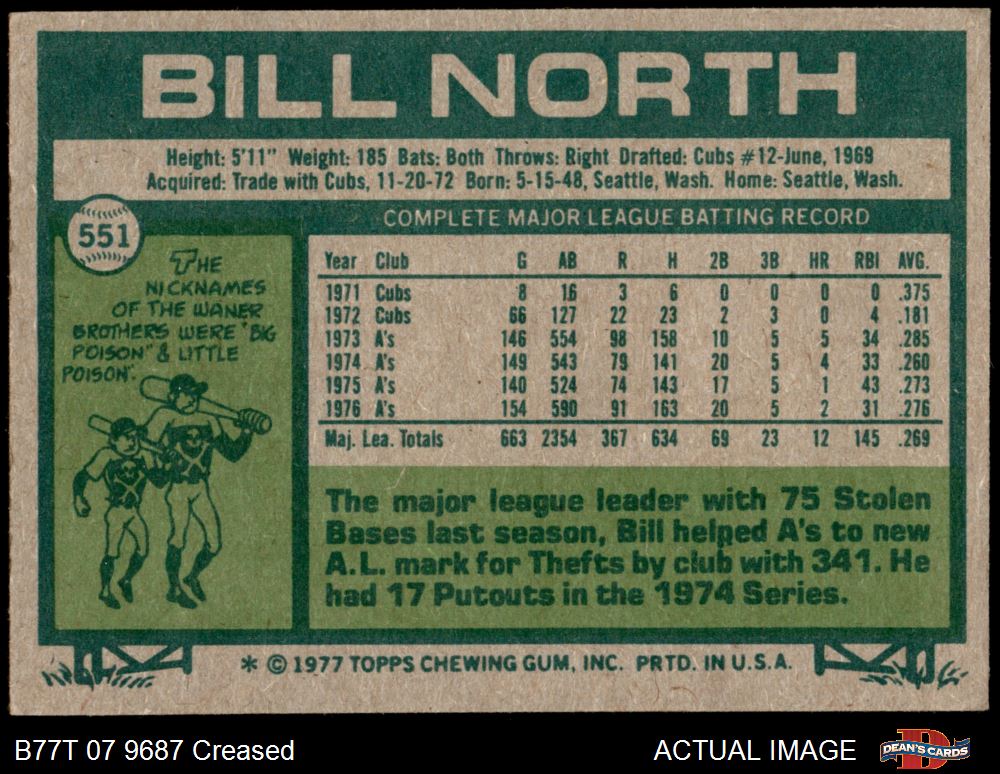 BILL NORTH
Height: 5'11" Weight: 185 Bats: Both Throws: Right Drafted: Cubs #12-June, 1969
Acquired: Trade with Cubs, 11-20-72 Born: 5-15-48, Seattle, Wash. Home: Seattle, Wash.
551
THE
NICKNAMES
OF THE WANER
BROTHERS WERE "BIG
POISON" & LITTLE
POISON".
COMPLETE MAJOR LEAGUE BATTING RECORD
Year Club G AB R H 2B 3B HR RBI AVG.
1971 Cubs 8 16 3 6 0 0 0 0 .375
1972 Cubs 66 127 22 23 2 3 0 4 .181
1973 A's 146 554 98 158 10 5 5 34 .285
1974 A's 149 543 79 141 20 5 4 33 .260
1975 A's 140 524 74 143 17 5 1 43 .273
1976 A's 154 590 91 163 20 5 2 31 .276
Maj. Lea. Totals 663 2354 367 634 69 23 12 145 .269
The major league leader with 75 Stolen
Bases last season, Bill helped A's to new
A.L. mark for Thefts by club with 341. He
had 17 Putouts in the 1974 Series.
* © 1977 TOPPS CHEWING GUM, INC. PRTD. IN U.S.A.
B77T 07 9687 Creased
ACTUAL IMAGE
DEAN'S CARDS